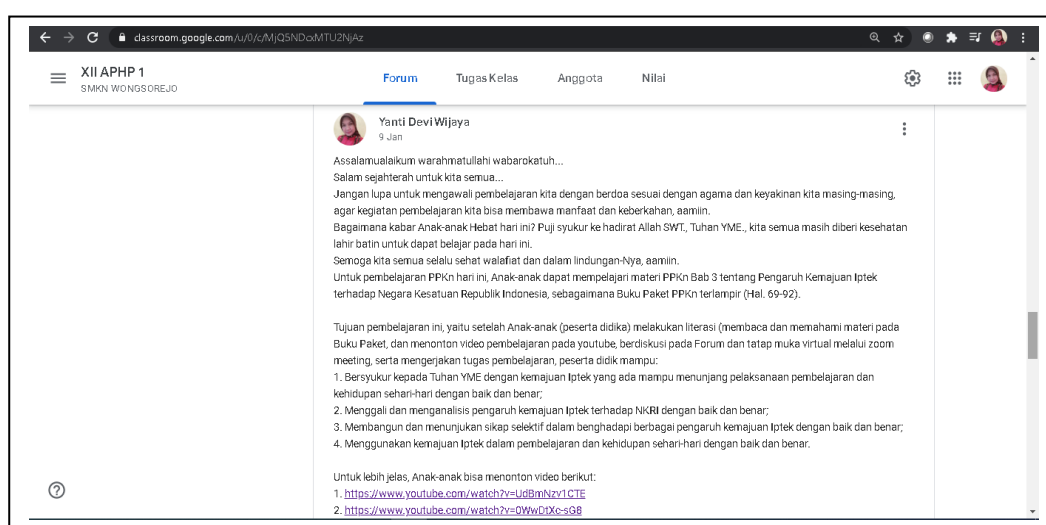 classroom.google.com/u/0/c/MjQ5NDcxMTU2NjAz
XII APHP 1
SMKN WONGSOREJO
Forum Tugas Kelas Anggota Nilai
Yanti Devi Wijaya
9 Jan
Assalamualaikum warahmatullahi wabarokatuh...
Salam sejahterah untuk kita semua...
Jangan lupa untuk mengawali pembelajaran kita dengan berdoa sesuai dengan agama dan keyakinan kita masing-masing,
agar kegiatan pembelajaran kita bisa membawa manfaat dan keberkahan, aamiin.
Bagaimana kabar Anak-anak Hebat hari ini? Puji syukur ke hadirat Allah SWT., Tuhan YME., kita semua masih diberi kesehatan
lahir batin untuk dapat belajar pada hari ini.
Semoga kita semua selalu sehat walafiat dan dalam lindungan-Nya, aamiin.
Untuk pembelajaran PPKn hari ini, Anak-anak dapat mempelajari materi PPKn Bab 3 tentang Pengaruh Kemajuan Iptek
terhadap Negara Kesatuan Republik Indonesia, sebagaimana Buku Paket PPKn terlampir (Hal. 69-92).
Tujuan pembelajaran ini, yaitu setelah Anak-anak (peserta didika) melakukan literasi (membaca dan memahami materi pada
Buku Paket, dan menonton video pembelajaran pada youtube, berdiskusi pada Forum dan tatap muka virtual melalui zoom
meeting, serta mengerjakan tugas pembelajaran, peserta didik mampu:
1. Bersyukur kepada Tuhan YME dengan kemajuan Iptek yang ada mampu menunjang pelaksanaan pembelajaran dan
kehidupan sehari-hari dengan baik dan benar;
2. Menggali dan menganalisis pengaruh kemajuan Iptek terhadap NKRI dengan baik dan benar;
3. Membangun dan menunjukan sikap selektif dalam benghadapi berbagai pengaruh kemajuan Iptek dengan baik dan benar;
4. Menggunakan kemajuan Iptek dalam pembelajaran dan kehidupan sehari-hari dengan baik dan benar.
Untuk lebih jelas, Anak-anak bisa menonton video berikut:
1. https://www.youtube.com/watch?v=UdBmNzv1CTE
2. https://www.youtube.com/watch?v=0WwDtXc-sG8